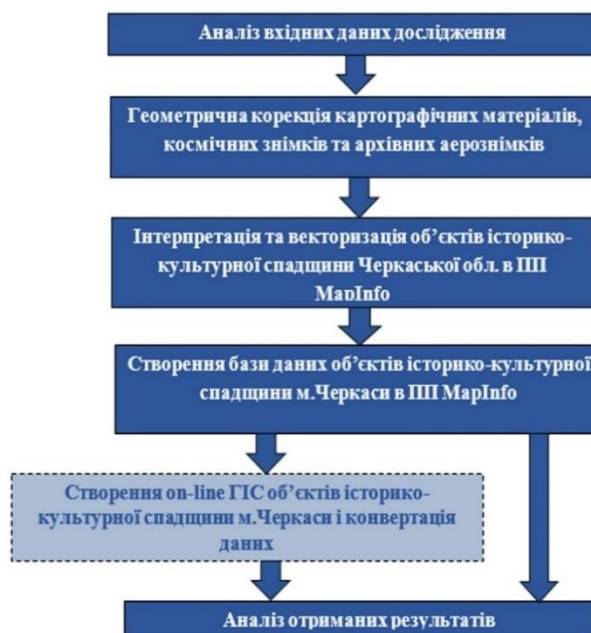 Аналіз вхідних даних дослідження
Геометрична корекція картографічних матеріалів,
космічних знімків та архівних аерознімків
Інтерпретація та векторизація об’єктів історико-
культурної спадщини Черкаської обл. в ПП
MapInfo
Створення бази даних об’єктів історико-культурної
спадщини м.Черкаси в ПП MapInfo
Створення on-line ГІС об’єктів історико-
культурної спадщини м.Черкаси і конвертація
даних
Аналіз отриманих результатів